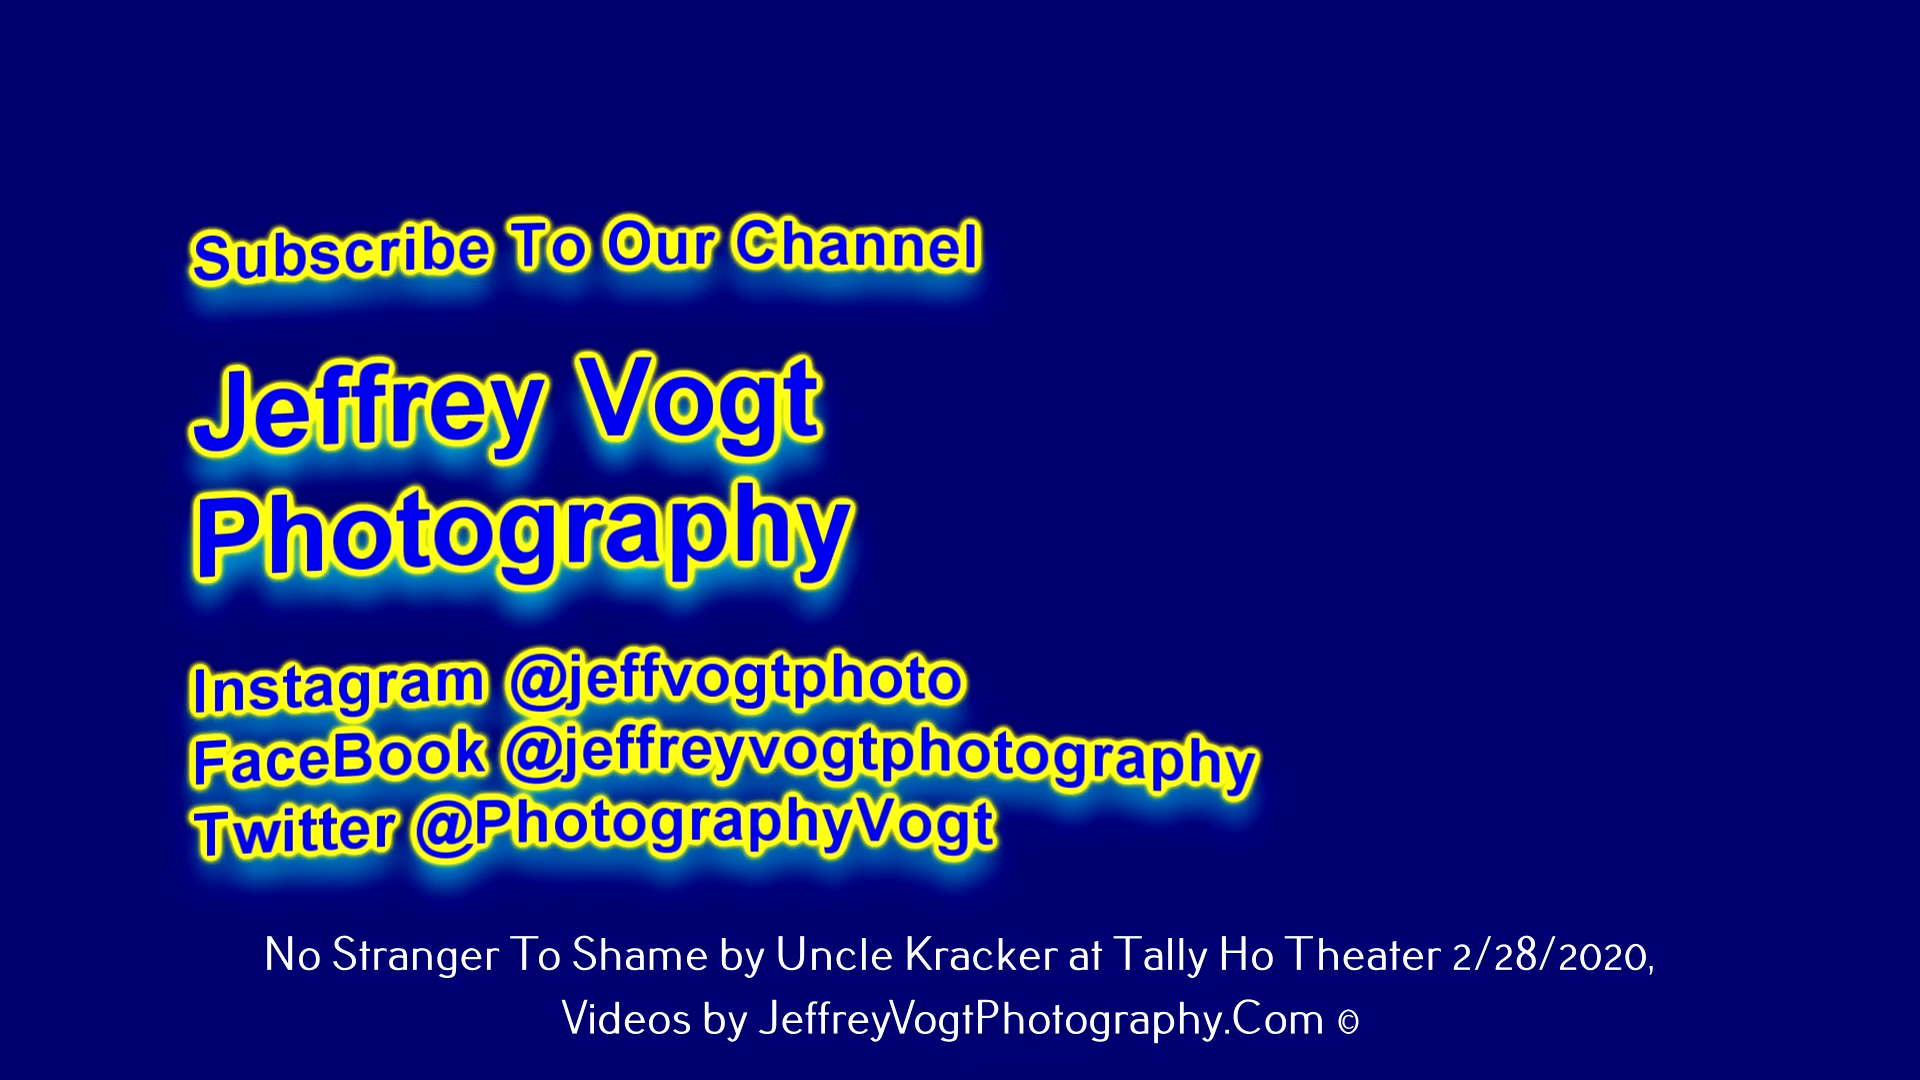 Subscribe To Our Channel
Jeffrey Vogt
Photography
Instagram @jeffvogtphoto
FaceBook @jeffreyvogtphotography
Twitter @PhotographyVogt
No Stranger To Shame by Uncle Kracker at Tally Ho Theater 2/28/2020,
Videos by JeffreyVogtPhotography.Com ©